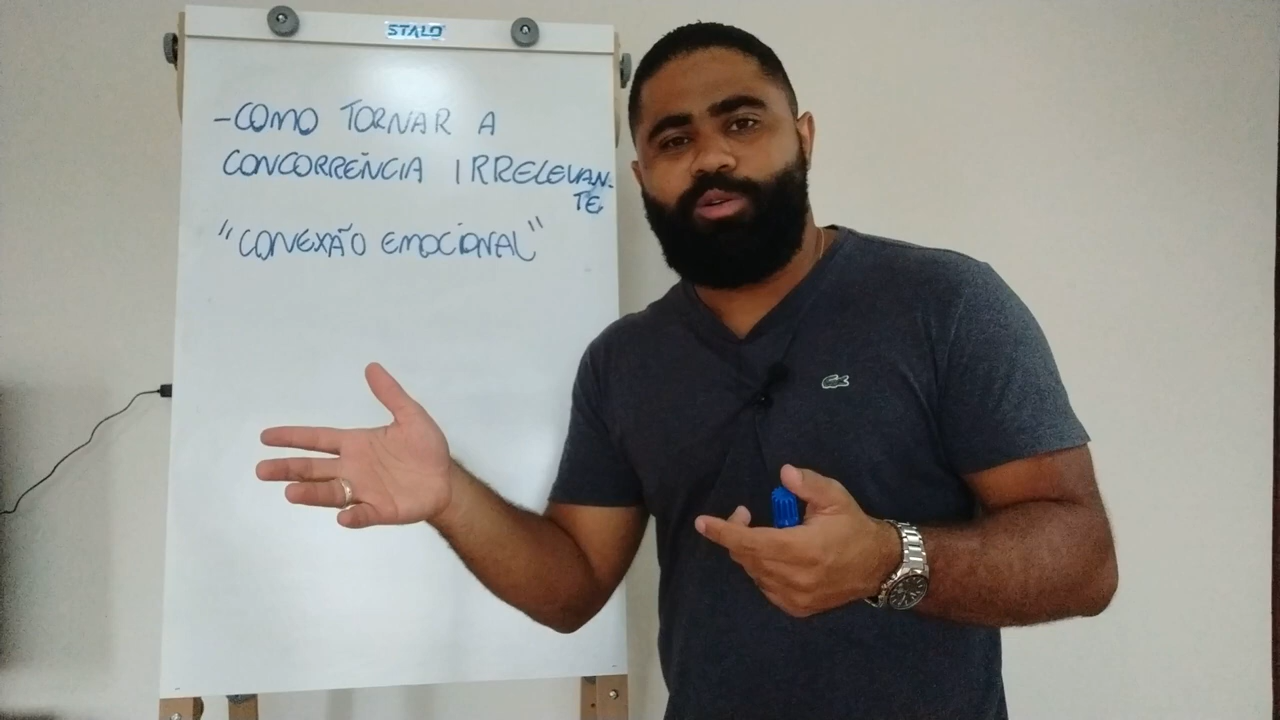 STALO
-COMO TORNAR A
CONCORRÊNCIA IRRELEVAN-
TE
"CONEXÃO EMOCIONAL"